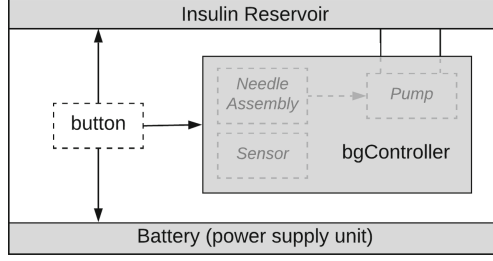 Insulin Reservoir
Needle
Assembly
Pump
button
Sensor
bgController
Battery (power supply unit)